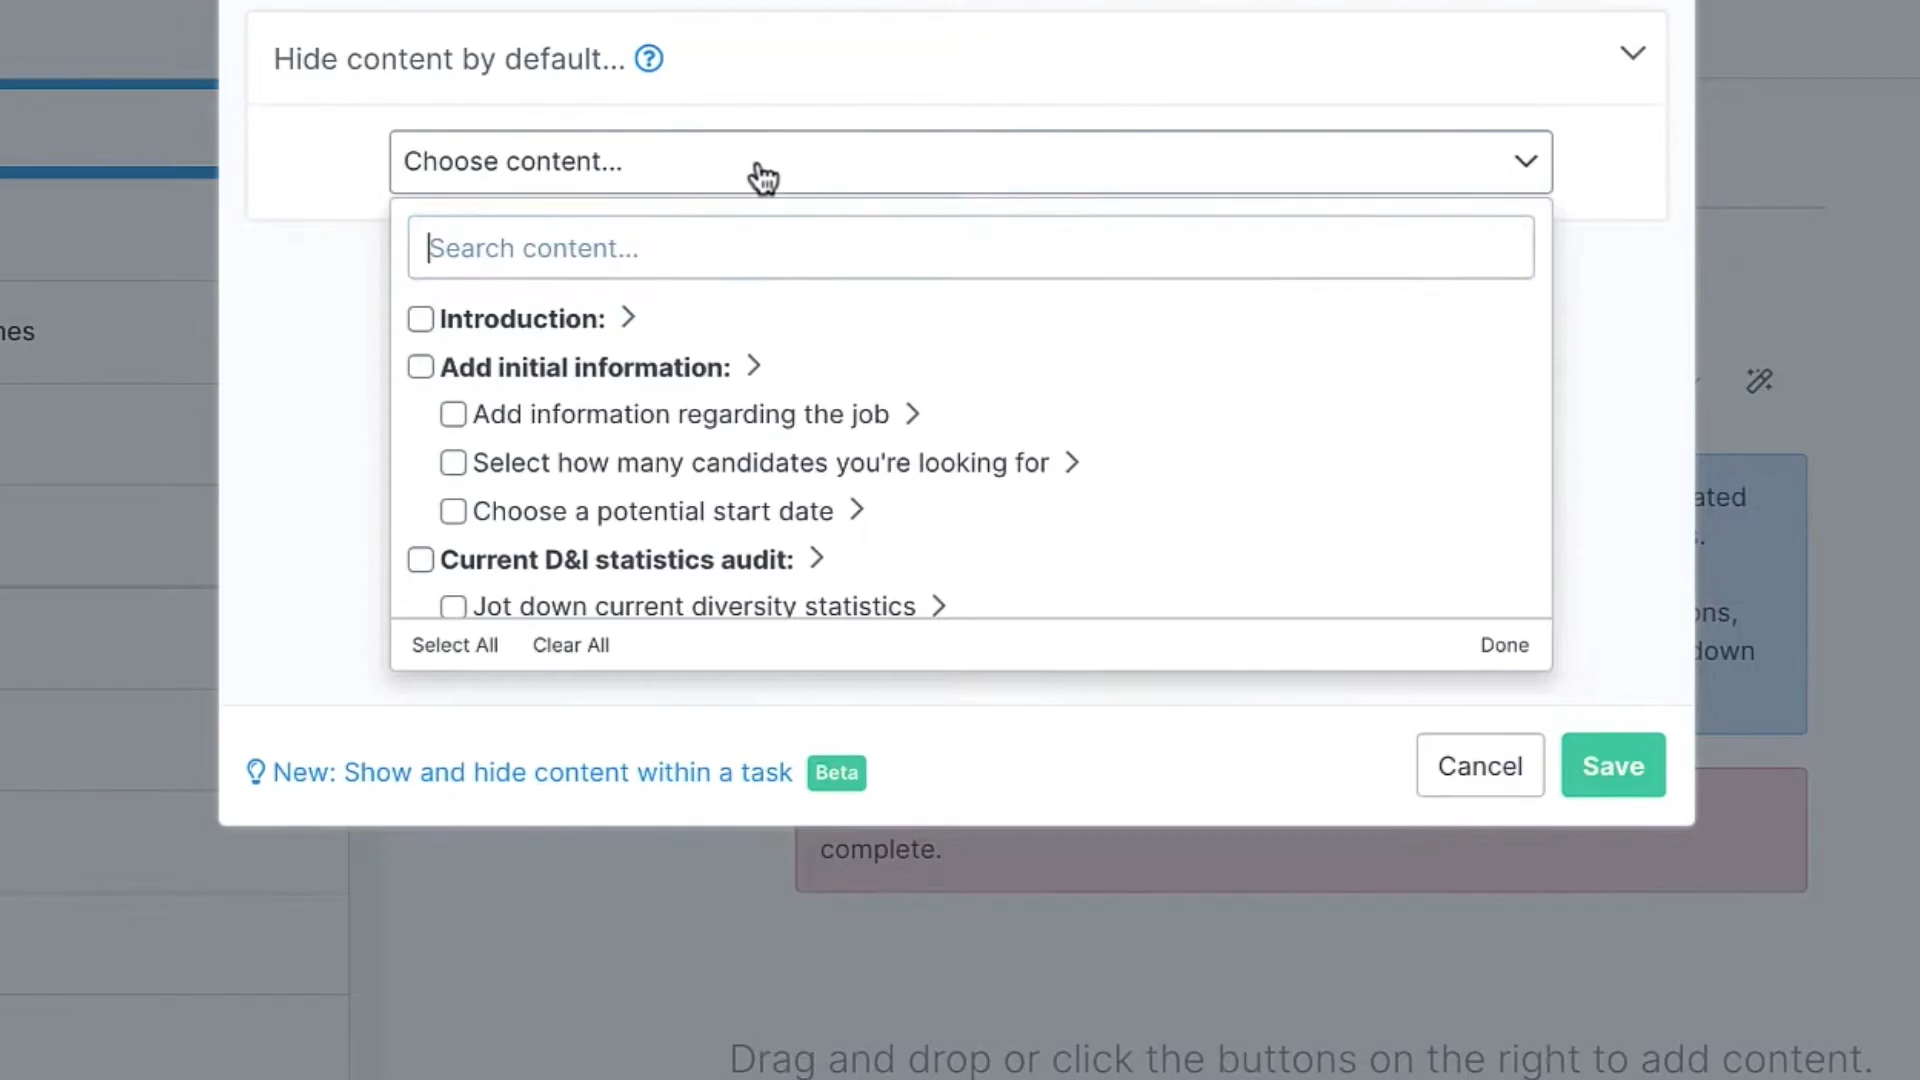 Hide content by default...
Choose content...
Search content...
Introduction:
Add initial information:
Add information regarding the job
Select how many candidates you're looking for
Choose a potential start date
Current D&I statistics audit:
Jot down current diversity statistics
Select All Clear All Done
New: Show and hide content within a task Beta
Cancel Save
complete.
Drag and drop or click the buttons on the right to add content.